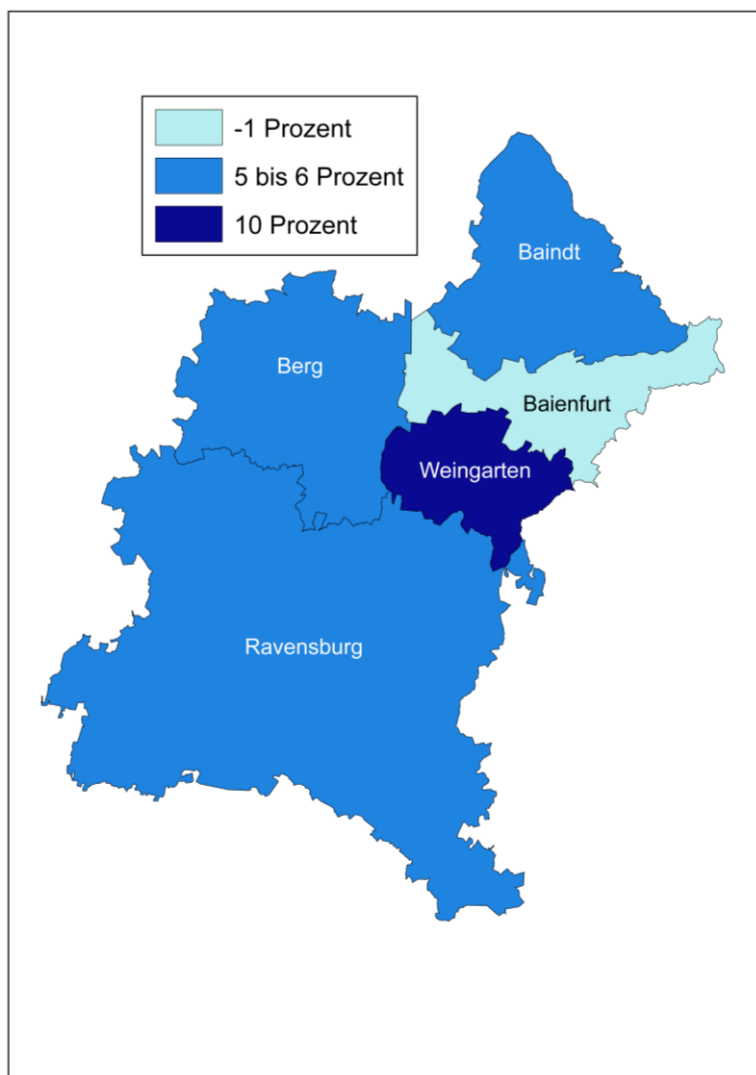 -1 Prozent
5 bis 6 Prozent
10 Prozent
Baindt
Berg
Baienfurt
Weingarten
Ravensburg